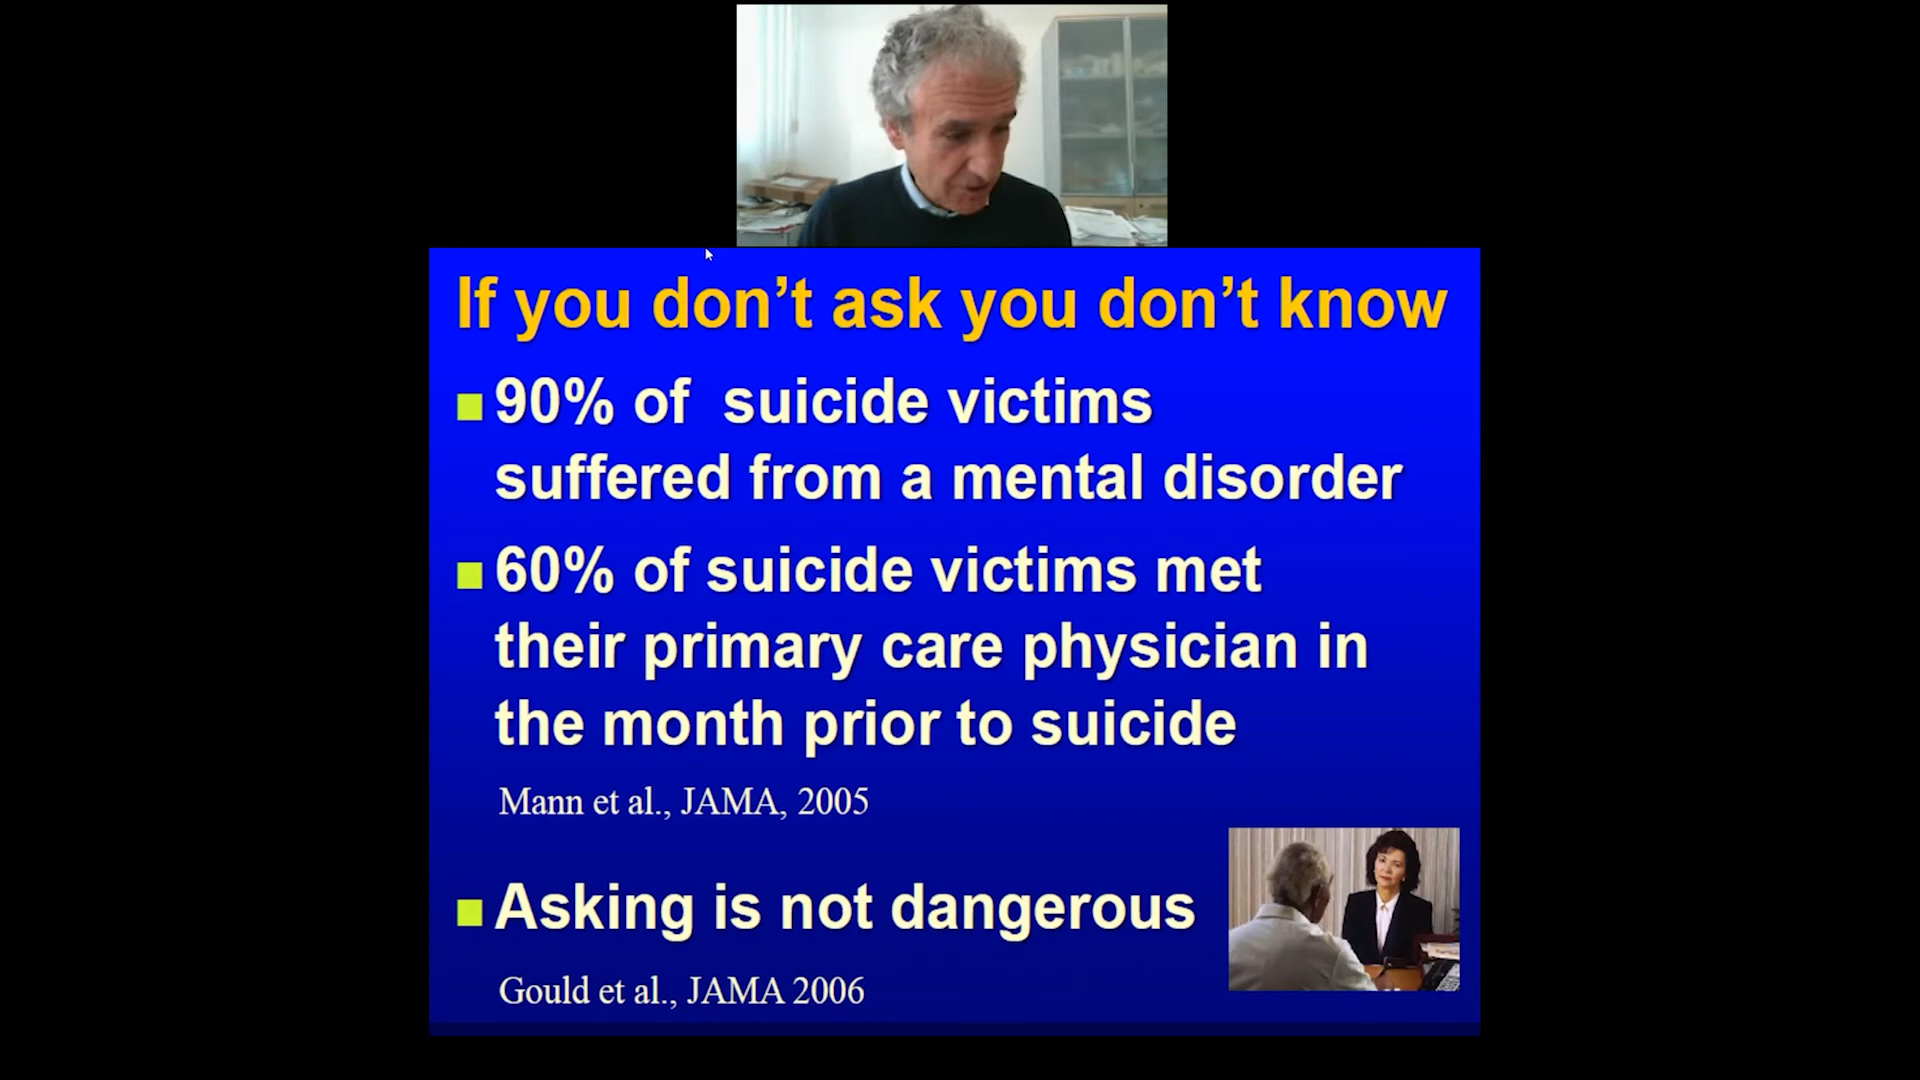 If you don’t ask you don’t know
90% of suicide victims
suffered from a mental disorder
60% of suicide victims met
their primary care physician in
the month prior to suicide
Mann et al., JAMA, 2005
Asking is not dangerous
Gould et al., JAMA 2006